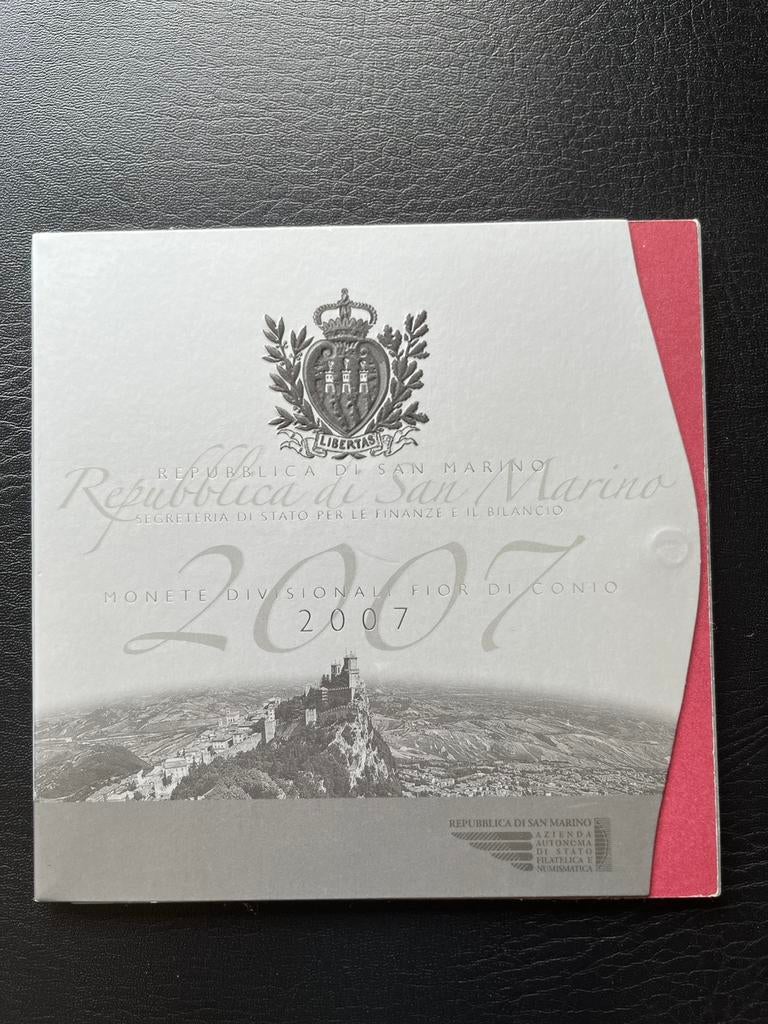 LIBERTAS
REPUBBLICA DI SAN MARINO
Repubblica di San Marino
SEGRETERIA DI STATO PER LE FINANZE E IL BILANCIO
2007
MONETE DIVISIONALI FIOR DI CONIO
2007
REPUBBLICA DI SAN MARINO
AZIENDA
AUTONOMA
DI STATO
FILATELICA E
NUMISMATICA